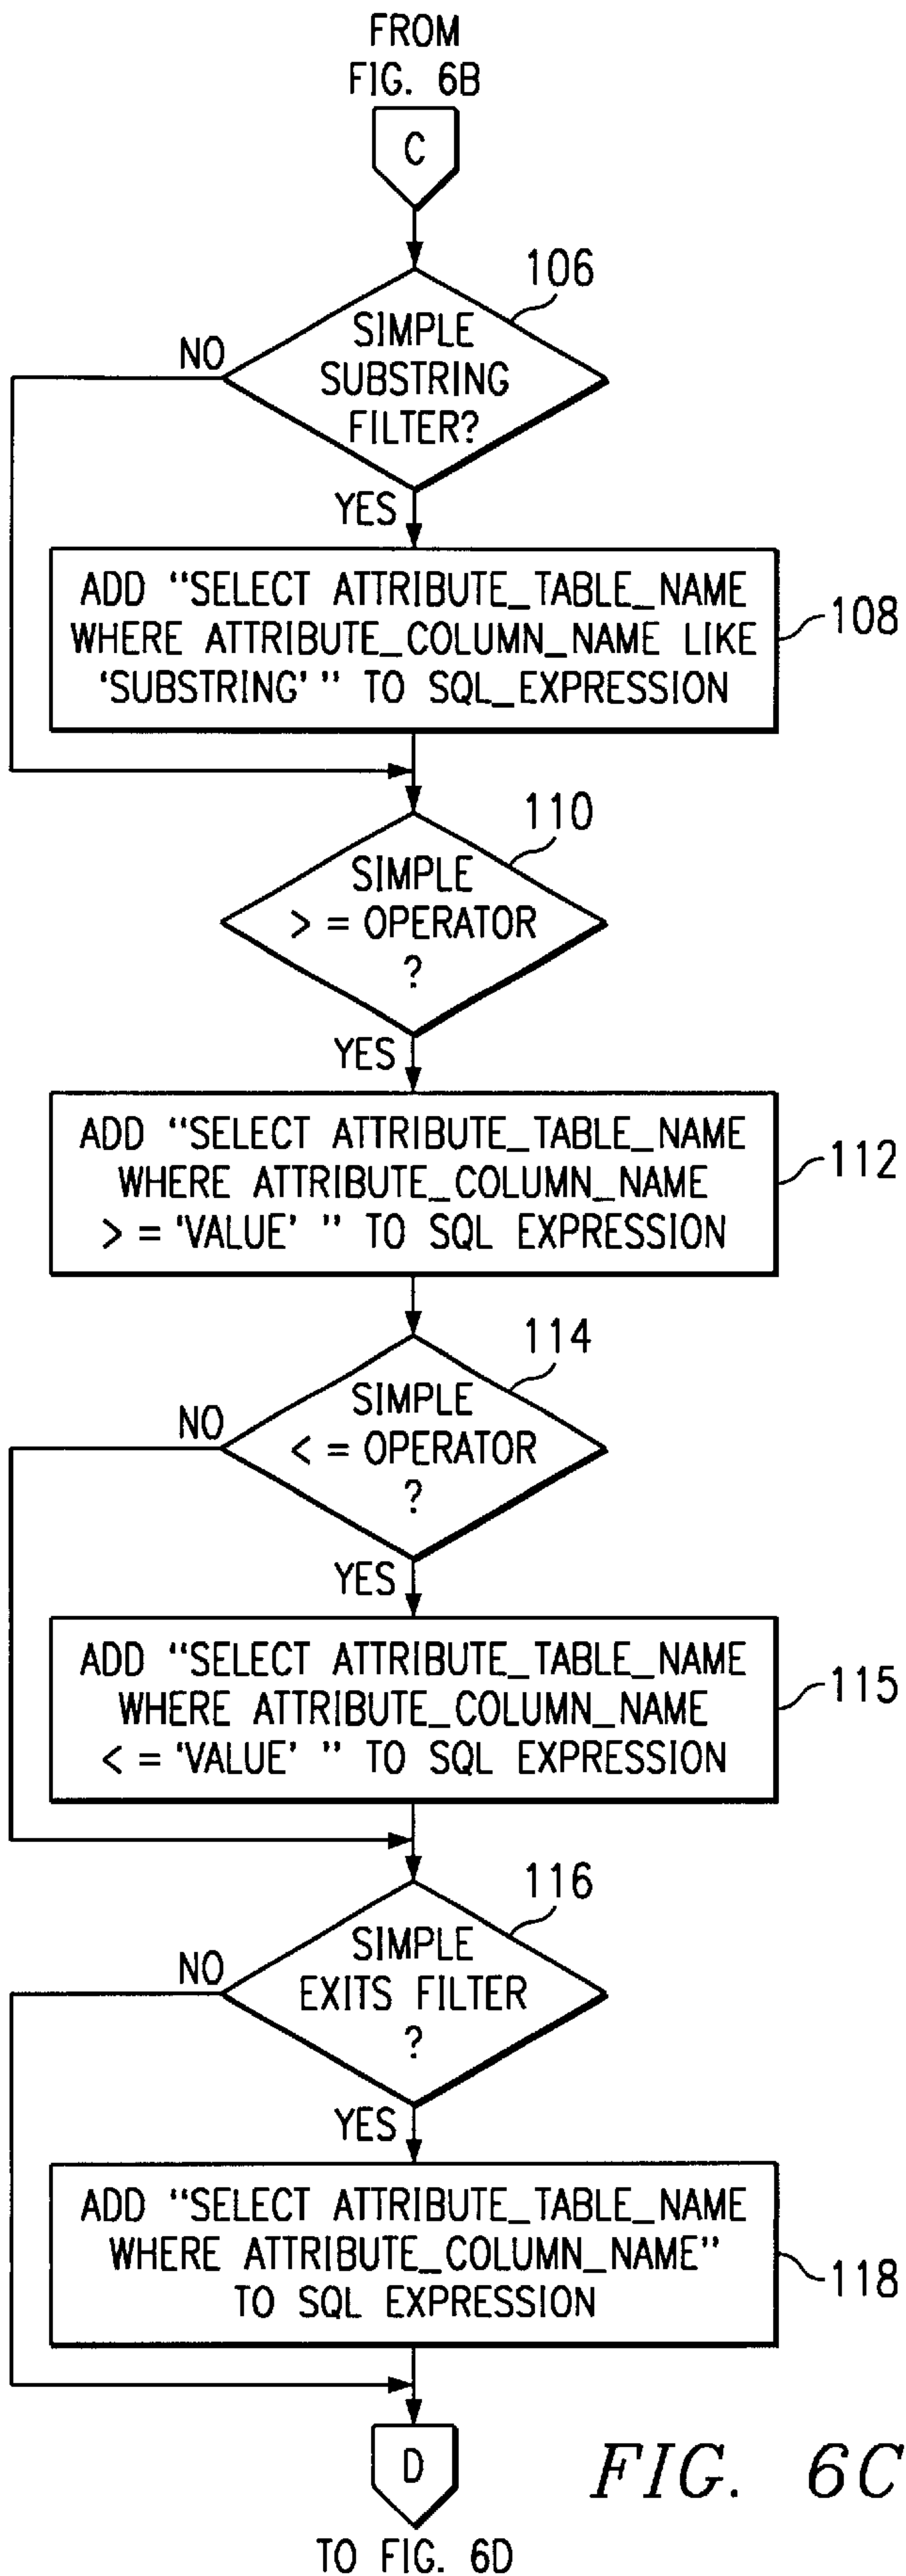 FROM
FIG. 6B
C
106
SIMPLE
SUBSTRING
FILTER?
NO
YES
ADD "SELECT ATTRIBUTE_TABLE_NAME
WHERE ATTRIBUTE_COLUMN_NAME LIKE
'SUBSTRING' " TO SQL_EXPRESSION
108
110
SIMPLE
> = OPERATOR
?
YES
ADD "SELECT ATTRIBUTE_TABLE_NAME
WHERE ATTRIBUTE_COLUMN_NAME
> = 'VALUE' " TO SQL EXPRESSION
112
114
SIMPLE
< = OPERATOR
?
NO
YES
ADD "SELECT ATTRIBUTE_TABLE_NAME
WHERE ATTRIBUTE_COLUMN_NAME
< = 'VALUE' " TO SQL EXPRESSION
115
116
SIMPLE
EXITS FILTER
?
NO
YES
ADD "SELECT ATTRIBUTE_TABLE_NAME
WHERE ATTRIBUTE_COLUMN_NAME"
TO SQL EXPRESSION
118
D
TO FIG. 6D
FIG. 6C